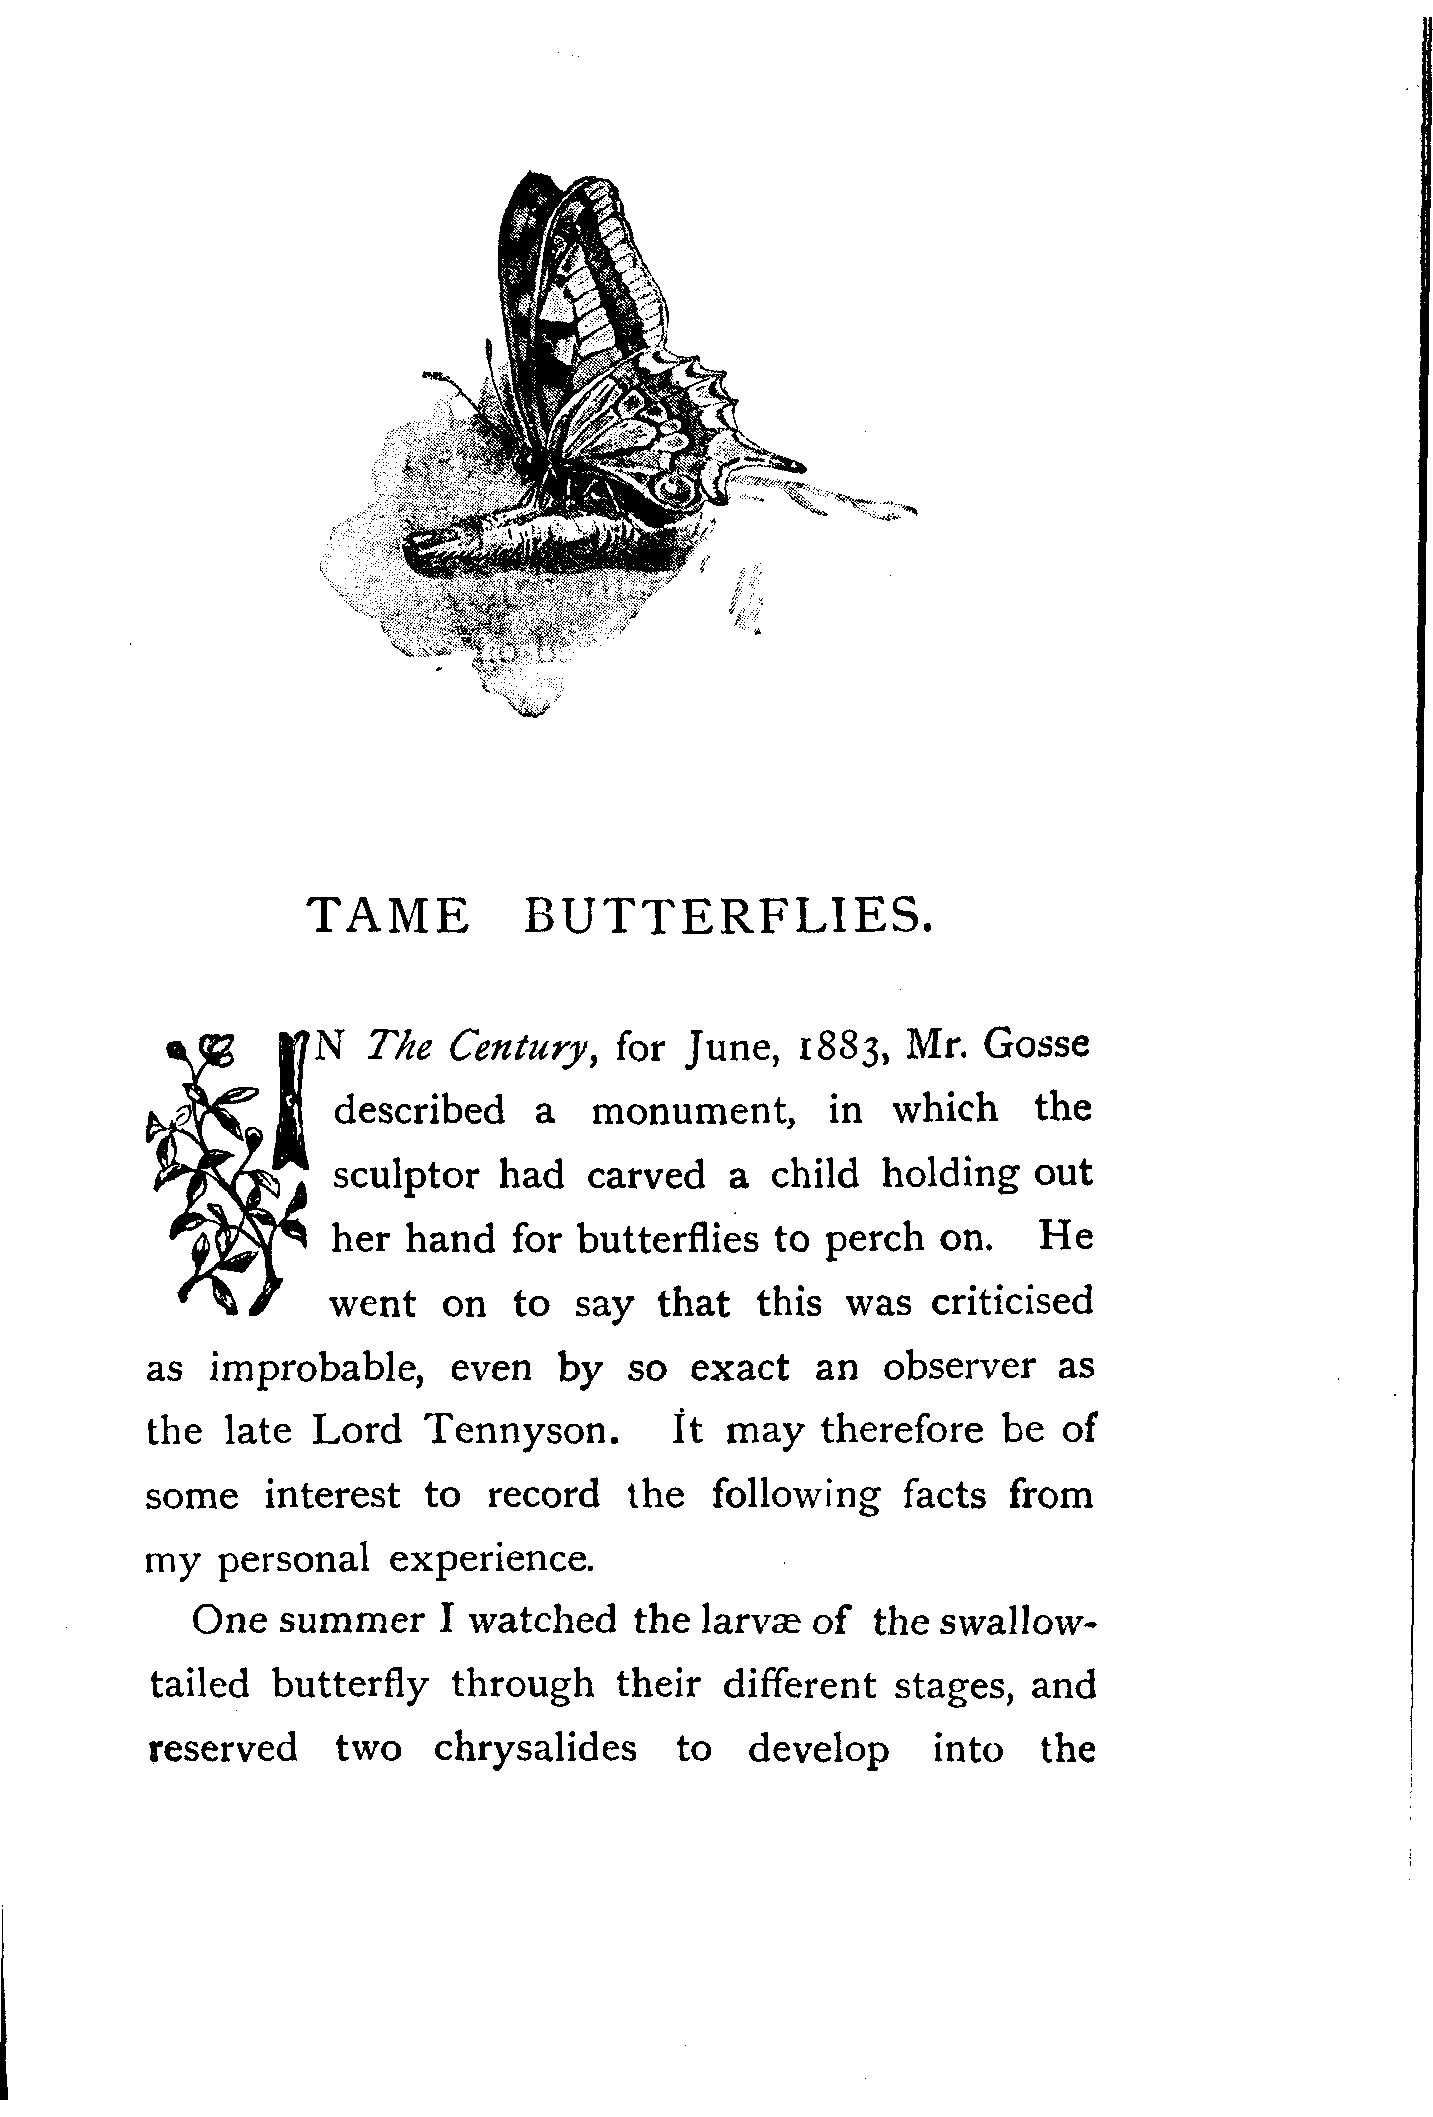 TAME BUTTERFLIES.
IN The Century, for June, 1883, Mr. Gosse
described a monument, in which the
sculptor had carved a child holding out
her hand for butterflies to perch on. He
went on to say that this was criticised
as improbable, even by so exact an observer as
the late Lord Tennyson. It may therefore be of
some interest to record the following facts from
my personal experience.
One summer I watched the larvæ of the swallow-
tailed butterfly through their different stages, and
reserved two chrysalides to develop into the